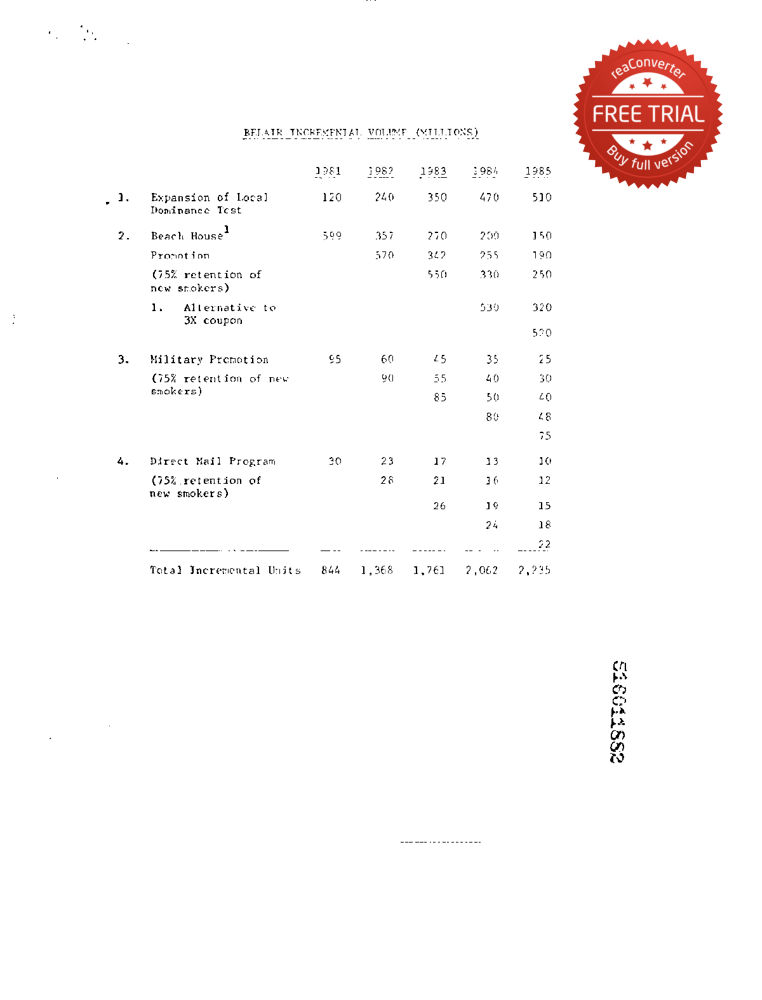 reaConverter
FREE TRIAL
Buy full version
BELAIR INCREMENTAL VOLUME (MILLIONS)
1981 1982 1983 1984 1985
1. Expansion of Local 120 240 350 470 510
Dominance Test
2. Beach House1 599 357 270 200 150
Promotion 570 342 255 190
(75% retention of 550 330 250
new smokers)
1. Alternative to 530 320
3X coupon
520
3. Military Promotion 95 60 45 35 25
(75% retention of new 90 55 40 30
smokers) 85 50 40
80 48
75
4. Direct Mail Program 30 23 17 13 10
(75% retention of 28 21 16 12
new smokers)
26 19 15
24 18
22
Total Incremental Units 844 1,368 1,761 2,062 2,235
516011882